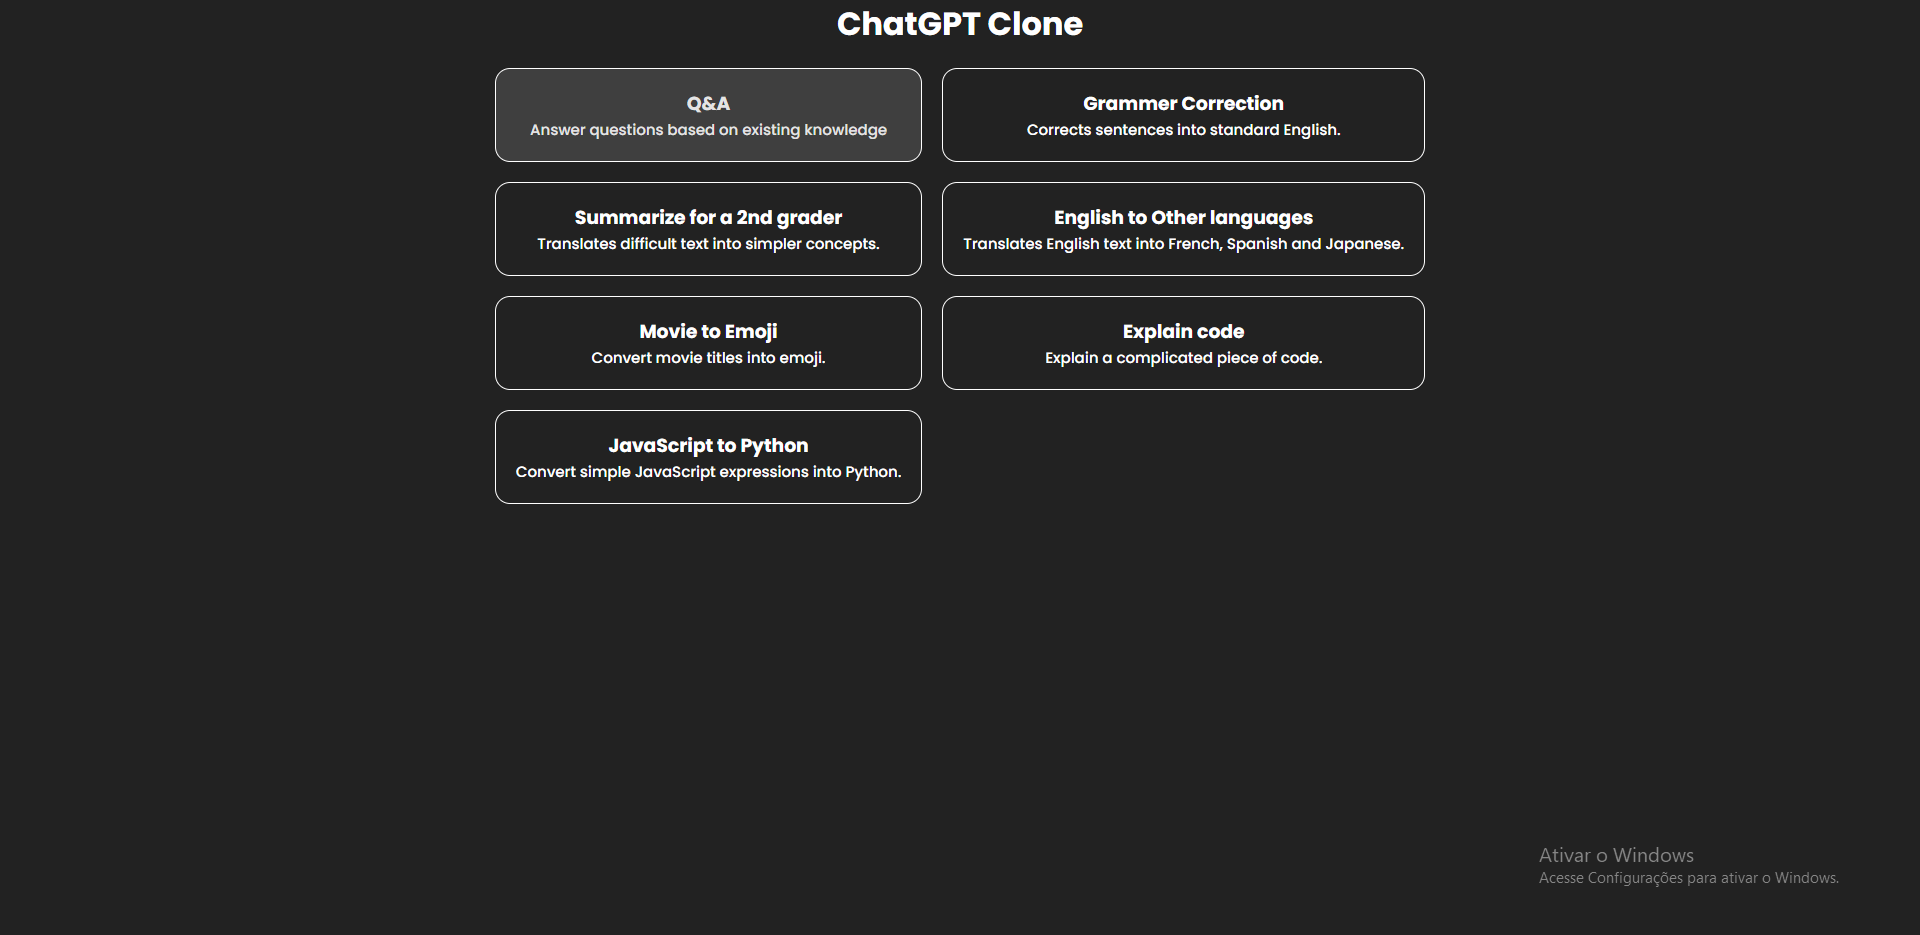 ChatGPT Clone
Q&A
Answer questions based on existing knowledge
Grammer Correction
Corrects sentences into standard English.
Summarize for a 2nd grader
Translates difficult text into simpler concepts.
English to Other languages
Translates English text into French, Spanish and Japanese.
Movie to Emoji
Convert movie titles into emoji.
Explain code
Explain a complicated piece of code.
JavaScript to Python
Convert simple JavaScript expressions into Python.
Ativar o Windows
Acesse Configurações para ativar o Windows.